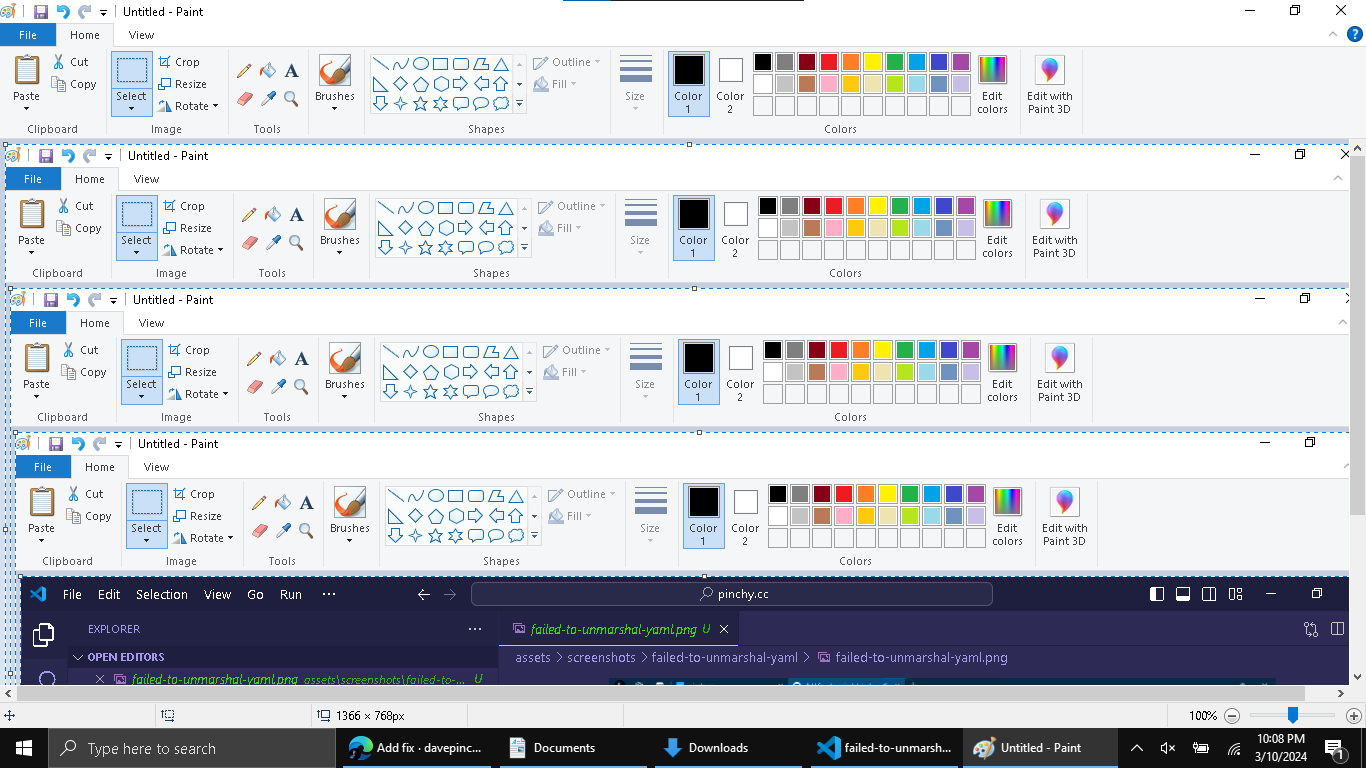 Untitled - Paint
File Home View
Cut Crop Outline
Copy Resize Fill
Paste Select Rotate Brushes Size Color 1 Color 2 Edit colors Edit with Paint 3D
Clipboard Image Tools Shapes Colors
Untitled - Paint
File Home View
Cut Crop Outline
Copy Resize Fill
Paste Select Rotate Brushes Size Color 1 Color 2 Edit colors Edit with Paint 3D
Clipboard Image Tools Shapes Colors
Untitled - Paint
File Home View
Cut Crop Outline
Copy Resize Fill
Paste Select Rotate Brushes Size Color 1 Color 2 Edit colors Edit with Paint 3D
Clipboard Image Tools Shapes Colors
Untitled - Paint
File Home View
Cut Crop Outline
Copy Resize Fill
Paste Select Rotate Brushes Size Color 1 Color 2 Edit colors Edit with Paint 3D
Clipboard Image Tools Shapes Colors
File Edit Selection View Go Run ··· pinchy.cc
EXPLORER ··· failed-to-unmarshal-yaml.png U
OPEN EDITORS assets > screenshots > failed-to-unmarshal-yaml > failed-to-unmarshal-yaml.png
failed-to-unmarshal-yaml.png assets\screenshots\failed-to-... U
1366 × 768px 100%
Type here to search Add fix · davepinc... Documents Downloads failed-to-unmarsh... Untitled - Paint 10:08 PM
3/10/2024 1